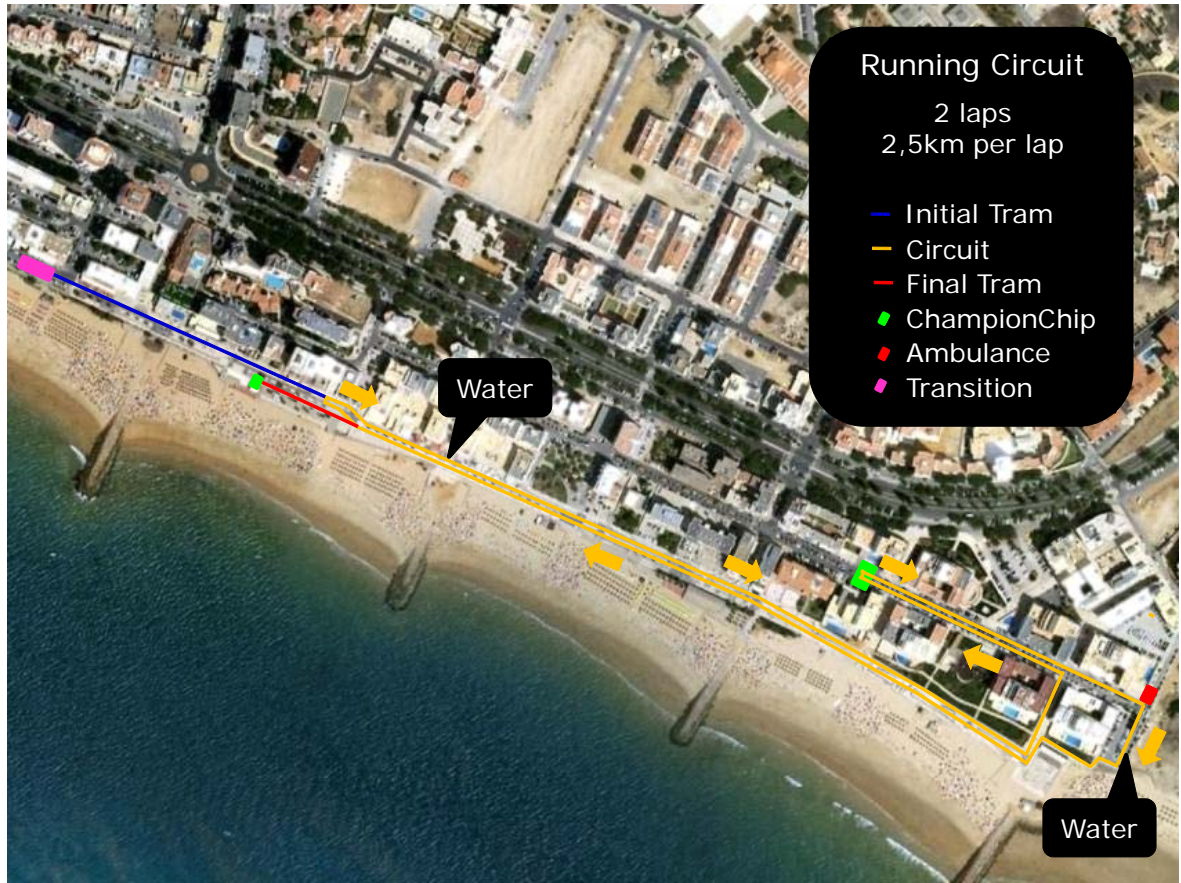 Running Circuit
2 laps
2,5km per lap
Initial Tram
Circuit
Final Tram
ChampionChip
Ambulance
Transition
Water
Water